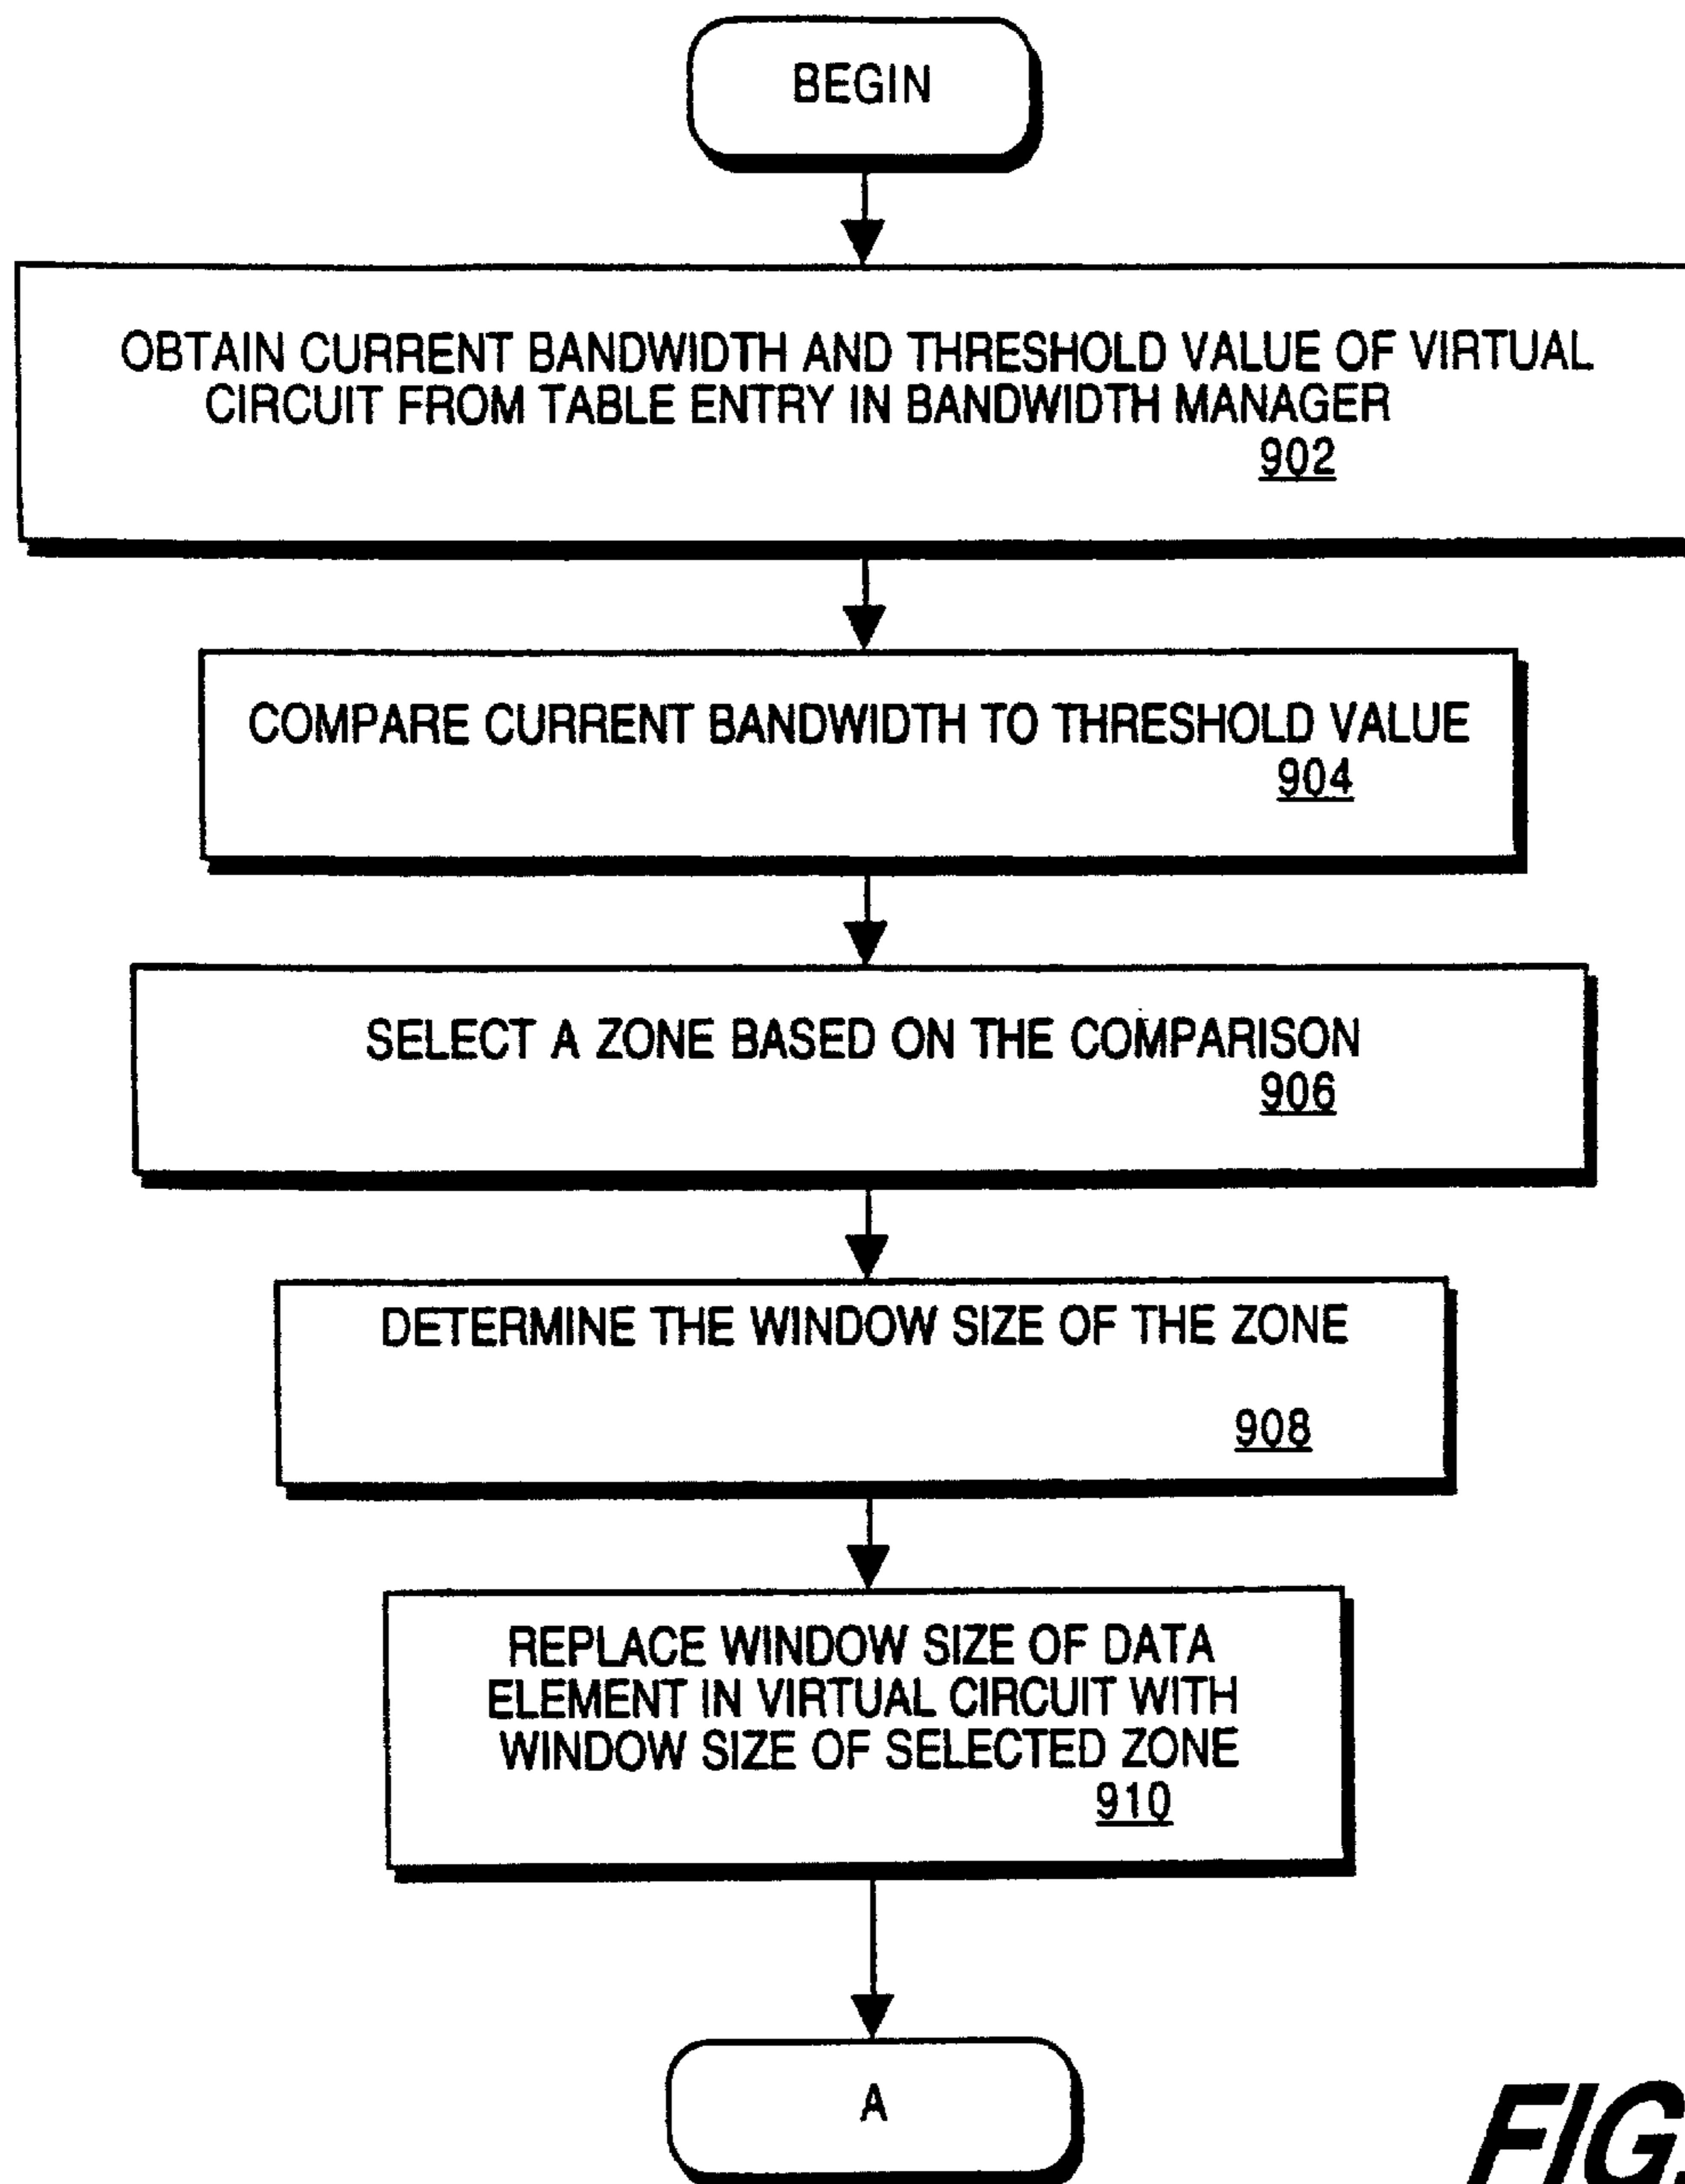 BEGIN
OBTAIN CURRENT BANDWIDTH AND THRESHOLD VALUE OF VIRTUAL
CIRCUIT FROM TABLE ENTRY IN BANDWIDTH MANAGER
902
COMPARE CURRENT BANDWIDTH TO THRESHOLD VALUE
904
SELECT A ZONE BASED ON THE COMPARISON
906
DETERMINE THE WINDOW SIZE OF THE ZONE
908
REPLACE WINDOW SIZE OF DATA
ELEMENT IN VIRTUAL CIRCUIT WITH
WINDOW SIZE OF SELECTED ZONE
910
A
FIG.